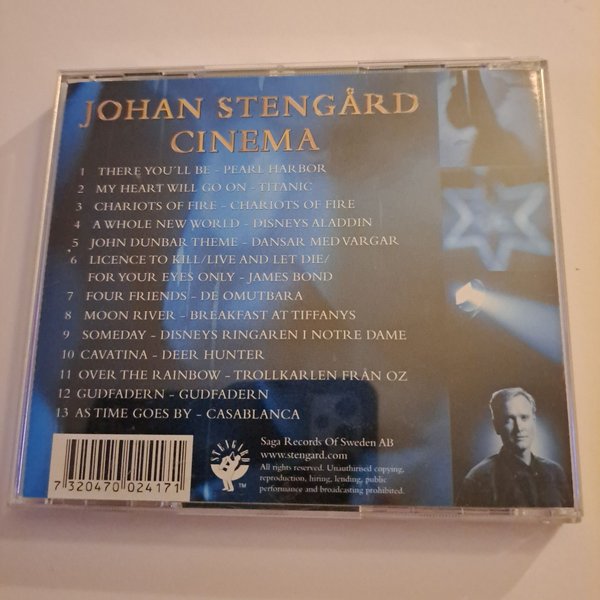 JOHAN STENGÅRD
CINEMA
1 THERE YOU'LL BE - PEARL HARBOR
2 MY HEART WILL GO ON - TITANIC
3 CHARIOTS OF FIRE - CHARIOTS OF FIRE
4 A WHOLE NEW WORLD - DISNEYS ALADDIN
5 JOHN DUNBAR THEME - DANSAR MED VARGAR
6 LICENCE TO KILL/LIVE AND LET DIE/
FOR YOUR EYES ONLY - JAMES BOND
7 FOUR FRIENDS - DE OMUTBARA
8 MOON RIVER - BREAKFAST AT TIFFANYS
9 SOMEDAY - DISNEYS RINGAREN I NOTRE DAME
10 CAVATINA - DEER HUNTER
11 OVER THE RAINBOW - TROLLKARLEN FRÅN OZ
12 GUDFADERN - GUDFADERN
13 AS TIME GOES BY - CASABLANCA
7 320470 024171
STENGARD
TM
Saga Records Of Sweden AB
www.stengard.com
All rights reserved. Unauthurised copying,
reproduction, hiring, lending, public
performance and broadcasting prohibited.